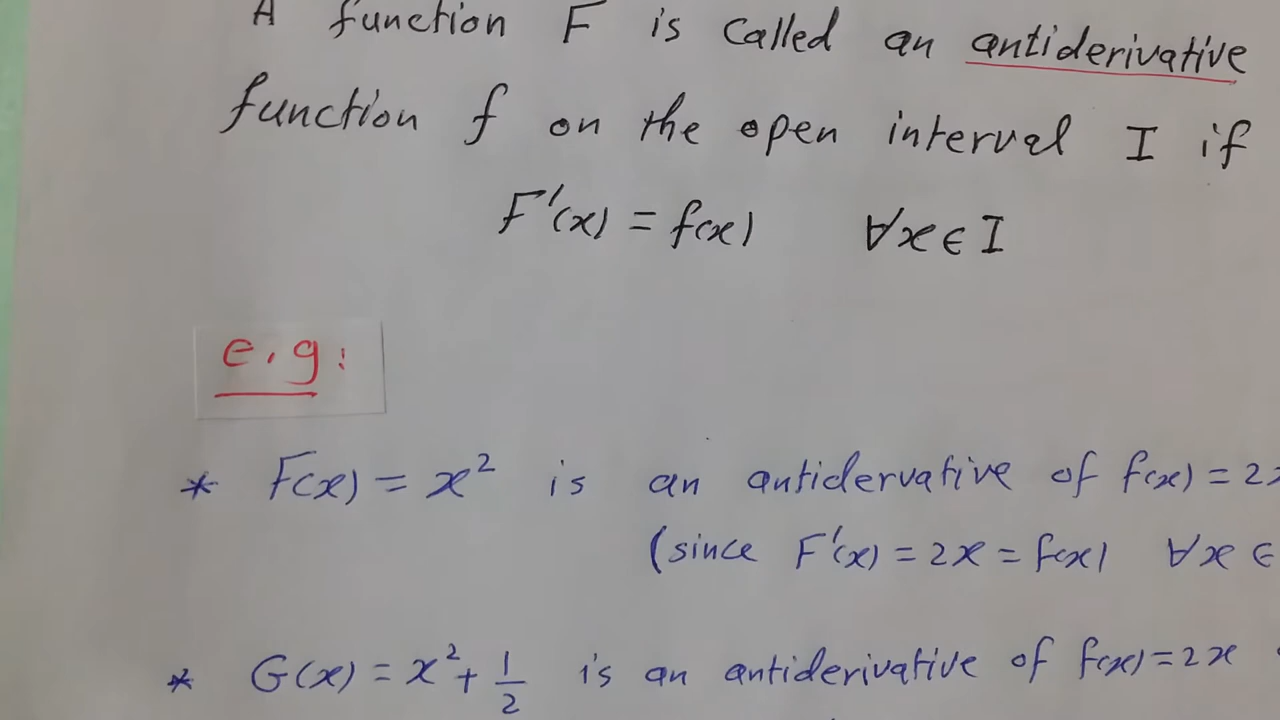 A function F is called an antiderivative
function f on the open interval I if
F'(x) = f(x) ∀x ∈ I
e.g:
* F(x) = x² is an antidervative of f(x) = 2x
(since F'(x) = 2x = f(x) ∀x ∈
* G(x) = x² + 1/2 is an antiderivative of f(x) = 2x